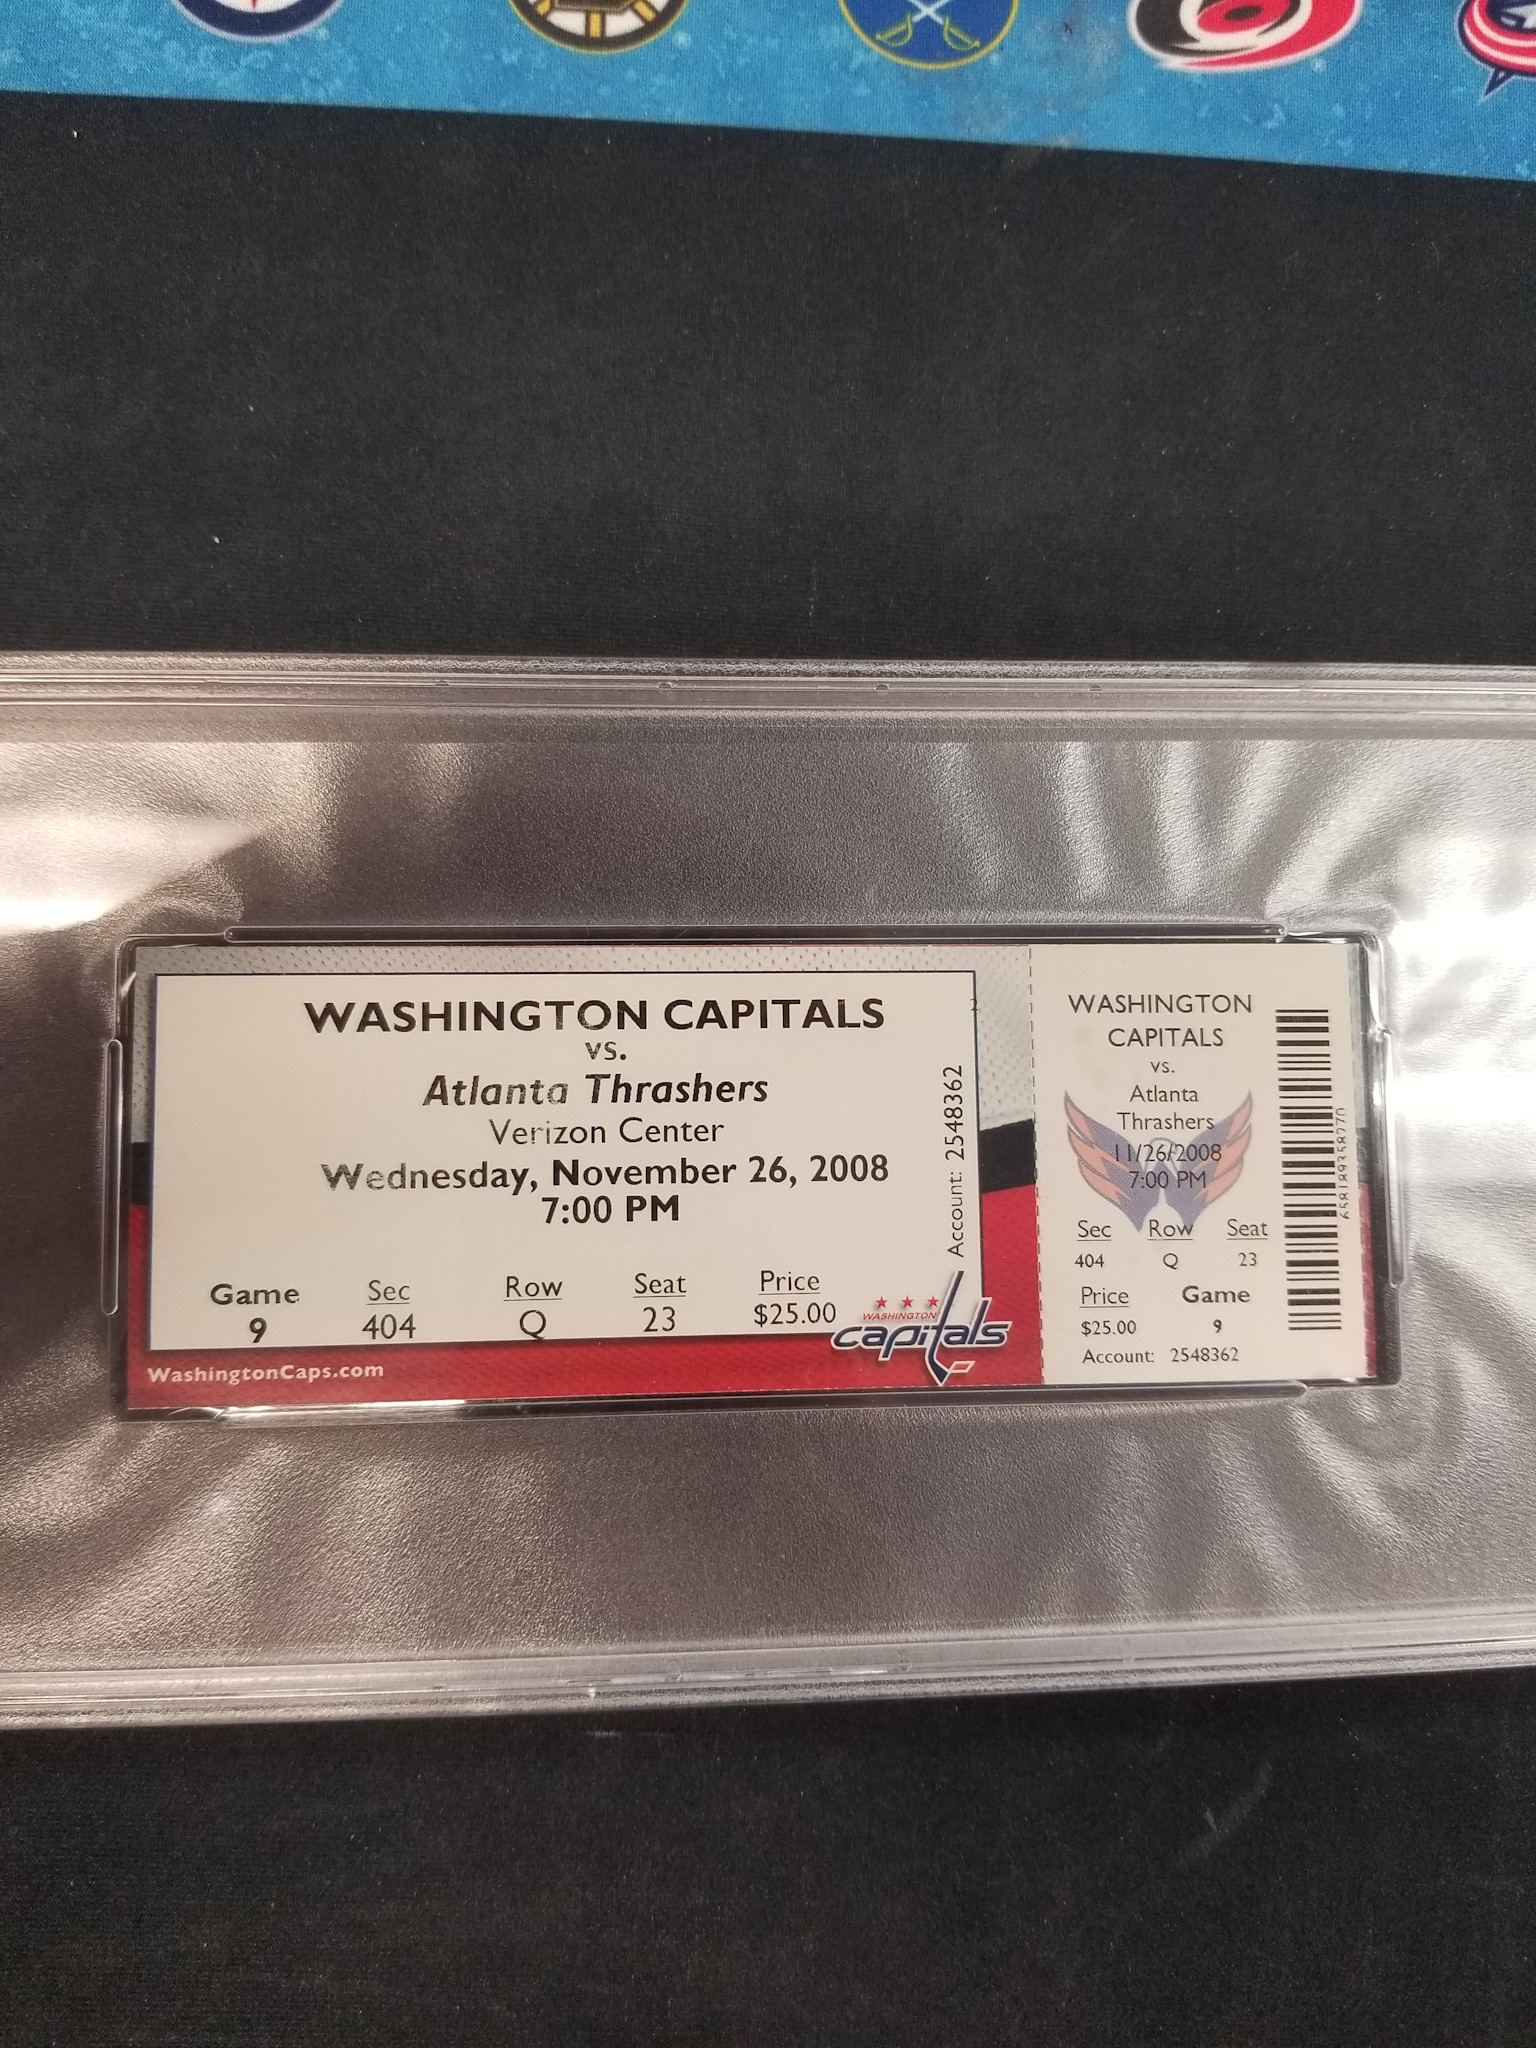 WASHINGTON CAPITALS
vs.
Atlanta Thrashers
Verizon Center
Wednesday, November 26, 2008
7:00 PM
Game Sec Row Seat Price
9 404 Q 23 $25.00
Account: 2548362
WASHINGTON
capitals
WashingtonCaps.com
WASHINGTON
CAPITALS
vs.
Atlanta
Thrashers
11/26/2008
7:00 PM
Sec Row Seat
404 Q 23
Price Game
$25.00 9
Account: 2548362